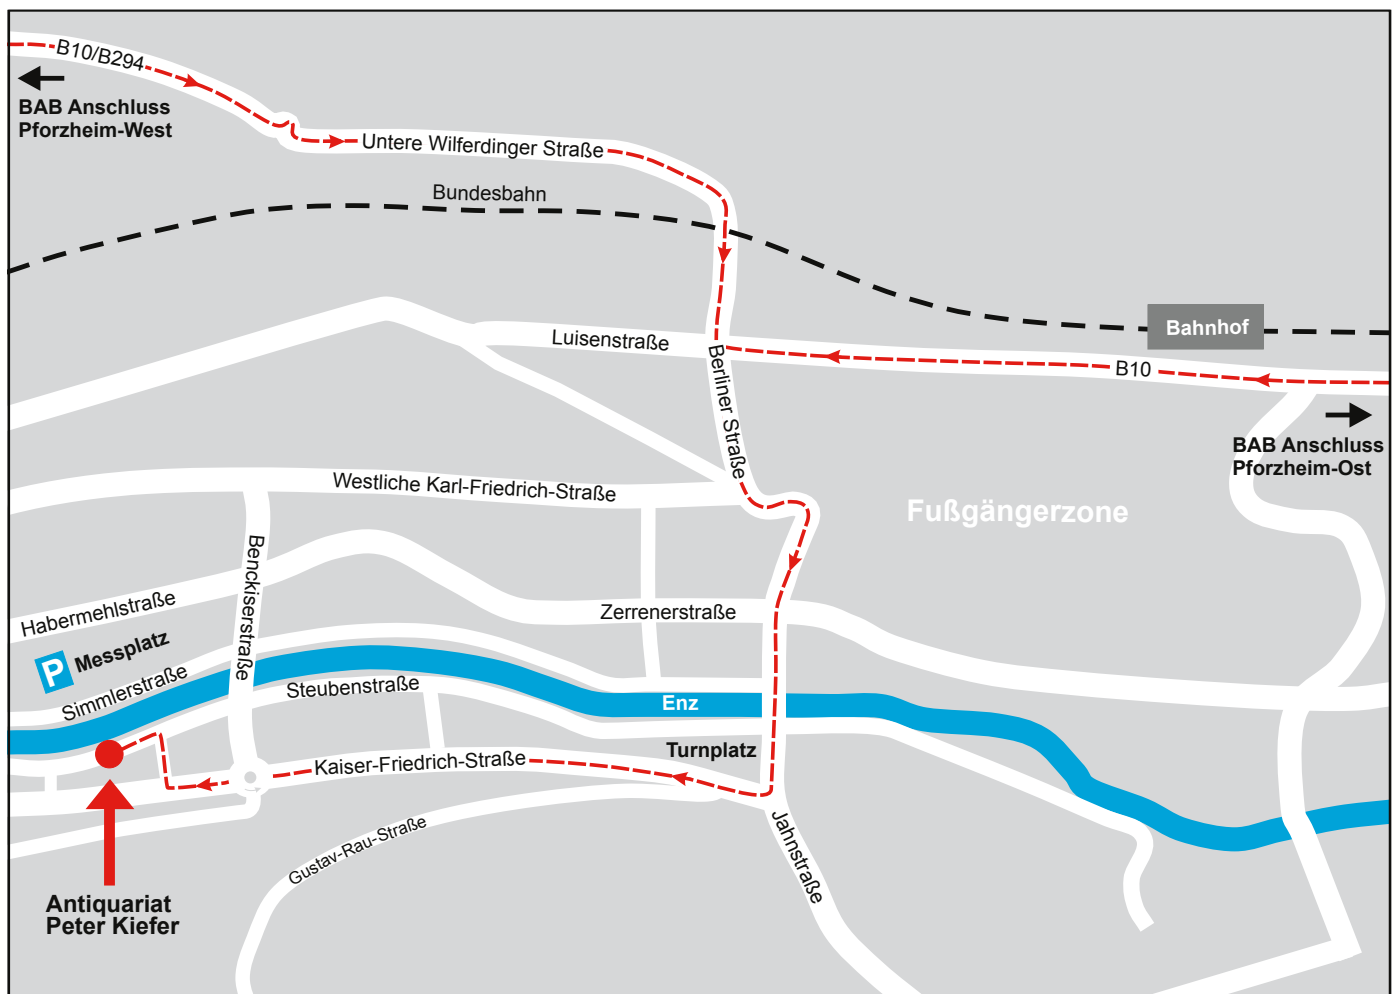 B10/B294
BAB Anschluss
Pforzheim-West
Untere Wilferdinger Straße
Bundesbahn
Bahnhof
Luisenstraße
B10
Berliner Straße
BAB Anschluss
Pforzheim-Ost
Westliche Karl-Friedrich-Straße
Fußgängerzone
Benckiserstraße
Habermehlstraße
Zerrenerstraße
P Messplatz
Simmlerstraße
Steubenstraße
Enz
Turnplatz
Kaiser-Friedrich-Straße
Gustav-Rau-Straße
Jahnstraße
Antiquariat
Peter Kiefer